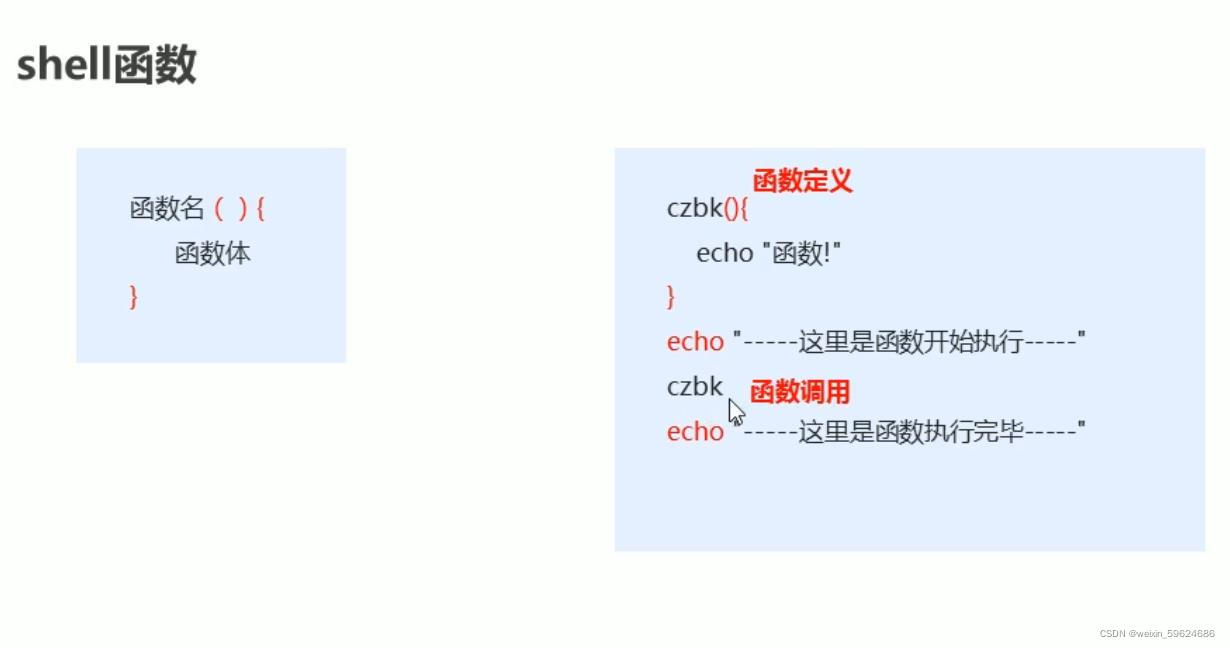 shell函数
函数名 (  ) {
函数体
}
函数定义
czbk(){
echo "函数!"
}
echo "-----这里是函数开始执行-----"
czbk 函数调用
echo "-----这里是函数执行完毕-----"
CSDN @weixin_59624686